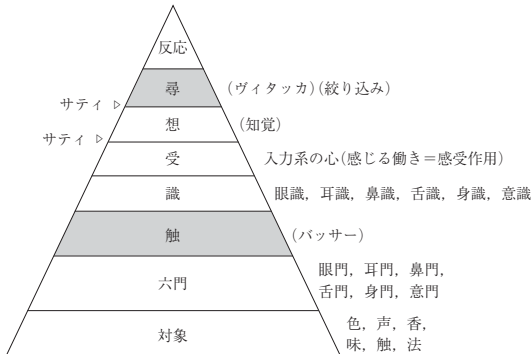 反応
尋 (ヴィタッカ)(絞り込み)
サティ ▷
想 (知覚)
サティ ▷
受 入力系の心(感じる働き＝感受作用)
識 眼識，耳識，鼻識，舌識，身識，意識
触 (バッサー)
六門 眼門，耳門，鼻門，
舌門，身門，意門
対象 色，声，香，
味，触，法